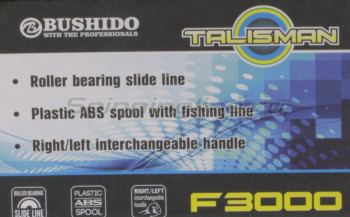 BUSHIDO
WITH THE PROFESSIONALS
TALISMAN
• Roller bearing slide line
• Plastic ABS spool with fishing line
• Right/left interchangeable handle
ROLLER BEARING
SLIDE LINE
PLASTIC
ABS
SPOOL
RIGHT/LEFT
interchangeable
handle
F3000